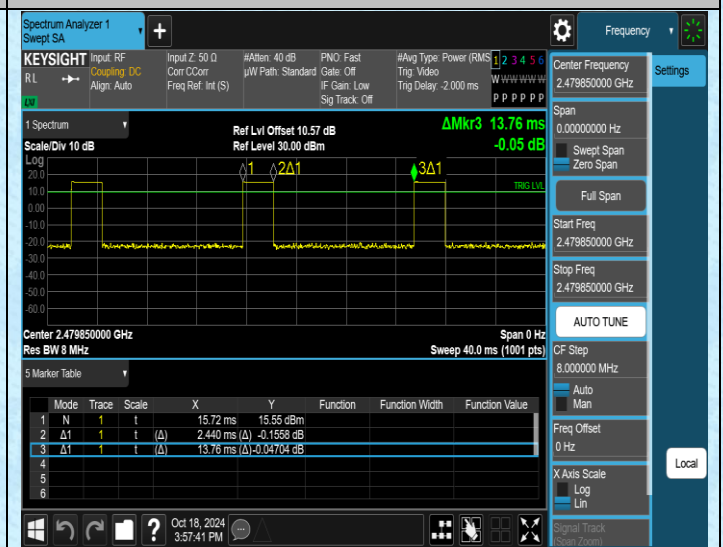 Spectrum Analyzer 1
Swept SA
+
Frequency
KEYSIGHT
RL
LXI
Input: RF
Coupling: DC
Align: Auto
Input Z: 50 Ω
Corr CCorr
Freq Ref: Int (S)
#Atten: 40 dB
µW Path: Standard
PNO: Fast
Gate: Off
IF Gain: Low
Sig Track: Off
#Avg Type: Power (RMS
Trig: Video
Trig Delay: -2.000 ms
1 2 3 4 5 6
W W W W W W
P P P P P P
1 Spectrum
Scale/Div 10 dB
Ref Lvl Offset 10.57 dB
Ref Level 30.00 dBm
ΔMkr3 13.76 ms
-0.05 dB
Log
20.0
10.0
0.00
-10.0
-20.0
-30.0
-40.0
-50.0
-60.0
1
2Δ1
3Δ1
TRIG LVL
Center 2.479850000 GHz
Res BW 8 MHz
Span 0 Hz
Sweep 40.0 ms (1001 pts)
5 Marker Table
Mode Trace Scale X Y Function Function Width Function Value
1 N 1 t 15.72 ms 15.55 dBm
2 Δ1 1 t (Δ) 2.440 ms (Δ) -0.1558 dB
3 Δ1 1 t (Δ) 13.76 ms (Δ) -0.04704 dB
4
5
6
? Oct 18, 2024
3:57:41 PM
Center Frequency
2.479850000 GHz
Settings
Span
0.00000000 Hz
Swept Span
Zero Span
Full Span
Start Freq
2.479850000 GHz
Stop Freq
2.479850000 GHz
AUTO TUNE
CF Step
8.000000 MHz
Auto
Man
Freq Offset
0 Hz
X Axis Scale
Log
Lin
Signal Track
(Span Zoom)
Local